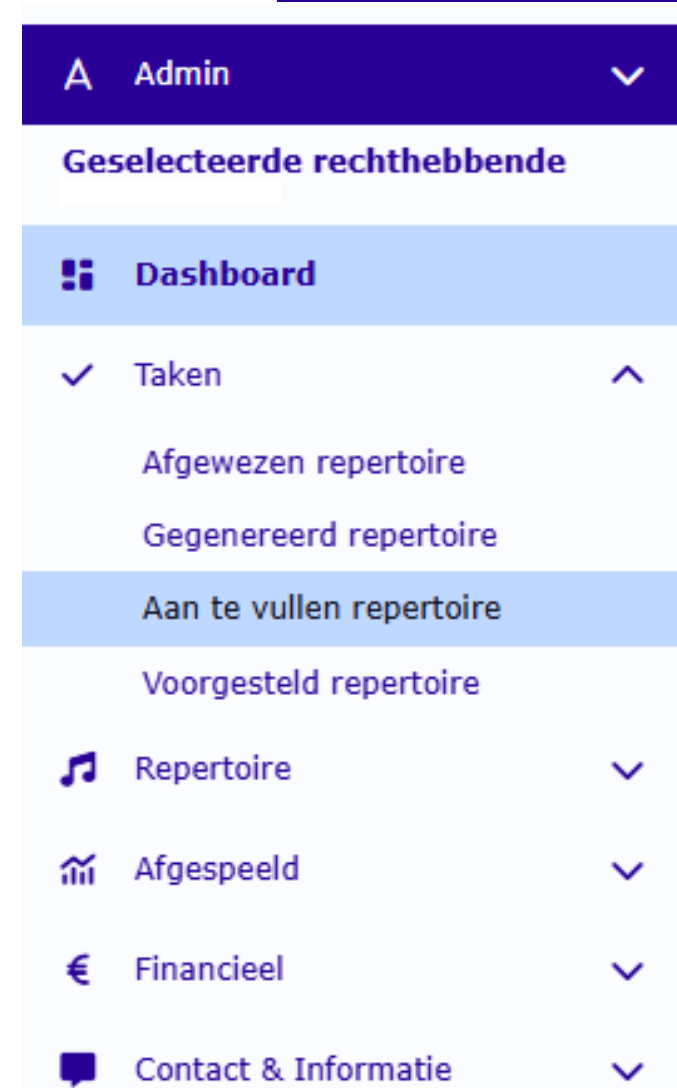 Admin
Geselecteerde rechthebbende
Dashboard
Taken
Afgewezen repertoire
Gegenereerd repertoire
Aan te vullen repertoire
Voorgesteld repertoire
Repertoire
Afgespeeld
€ Financieel
Contact & Informatie